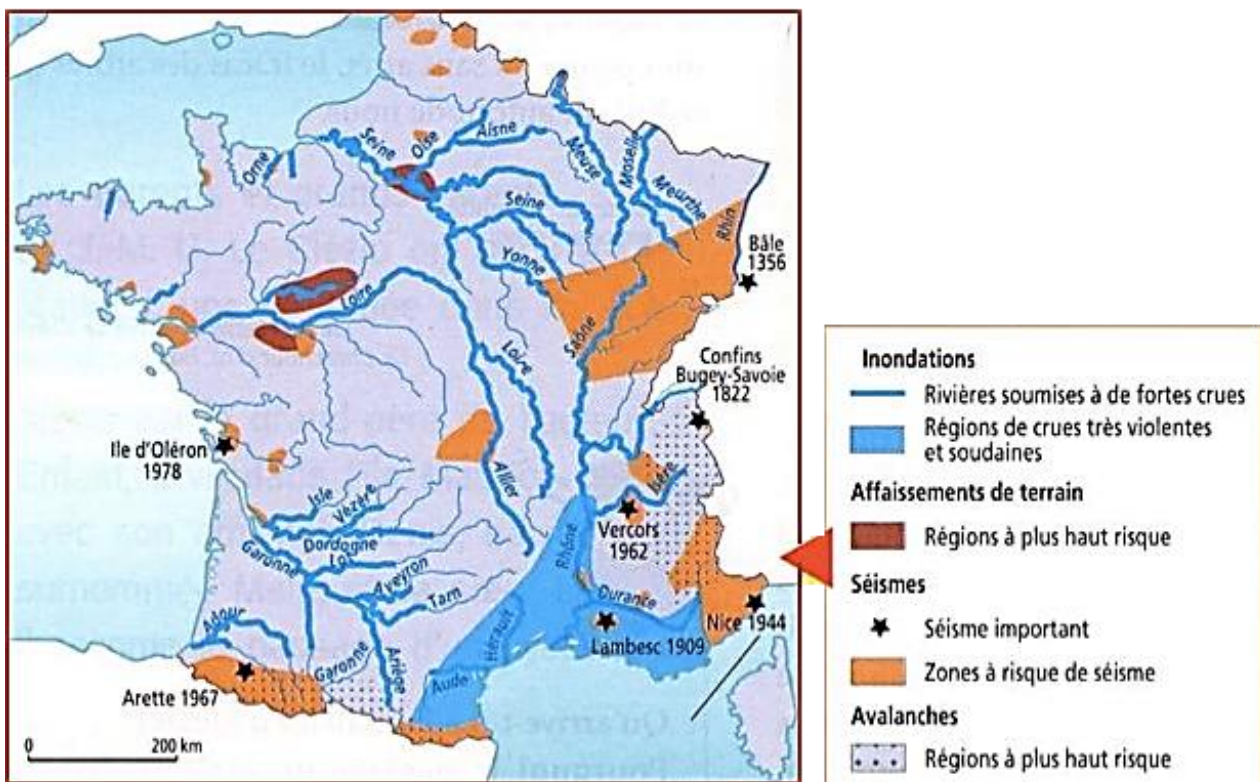 Seine
Oise
Aisne
Meuse
Moselle
Meurthe
Rhin
Orne
Seine
Yonne
Bâle
1356
Loire
Loire
Saône
Confins
Bugey-Savoie
1822
Ile d'Oléron
1978
Allier
Isère
Isle
Vézère
Dordogne
Lot
Garonne
Aveyron
Tarn
Vercors
1962
Rhône
Durance
Adour
Garonne
Ariège
Hérault
Aude
Lambesc 1909
Nice 1944
Arette 1967
0
200 km
Qu'arrive-t
Inondations
Rivières soumises à de fortes crues
Régions de crues très violentes
et soudaines
Affaissements de terrain
Régions à plus haut risque
Séismes
Séisme important
Zones à risque de séisme
Avalanches
Régions à plus haut risque